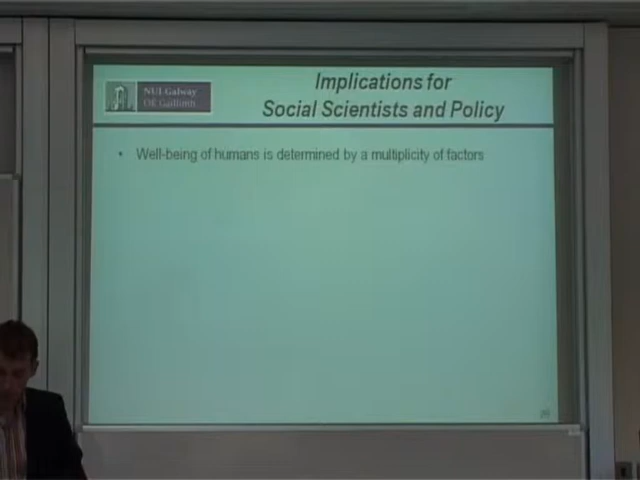 NUI Galway
OÉ Gaillimh
Implications for
Social Scientists and Policy
• Well-being of humans is determined by a multiplicity of factors